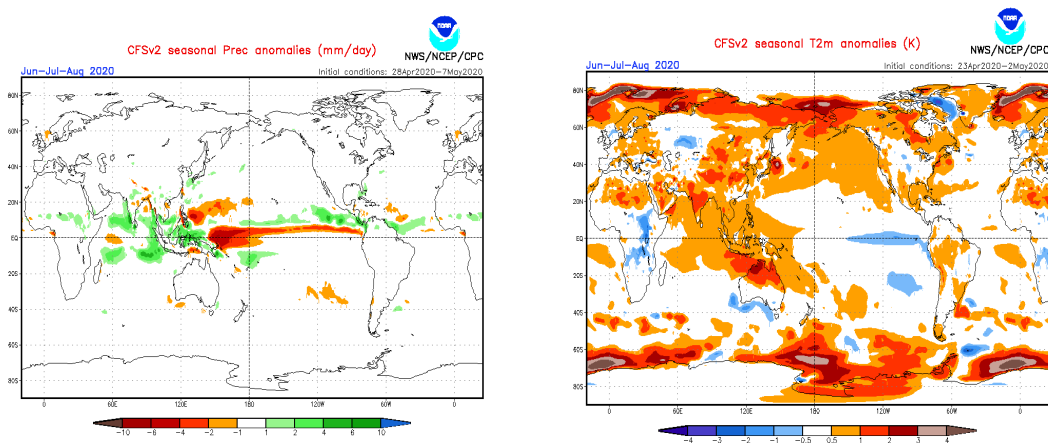 NOAA
CFSv2 seasonal Prec anomalies (mm/day)
NWS/NCEP/CPC
Jun-Jul-Aug 2020
Initial conditions: 28Apr2020-7May2020
80N
60N
40N
20N
EQ
20S
40S
60S
80S
0
60E
120E
180
120W
60W
0
-10 -6 -4 -2 -1 1 2 4 6 10
NOAA
CFSv2 seasonal T2m anomalies (K)
NWS/NCEP/CPC
Jun-Jul-Aug 2020
Initial conditions: 23Apr2020-2May2020
80N
60N
40N
20N
EQ
20S
40S
60S
80S
0
60E
120E
180
120W
60W
0
-4 -3 -2 -1 -0.5 0.5 1 2 3 4